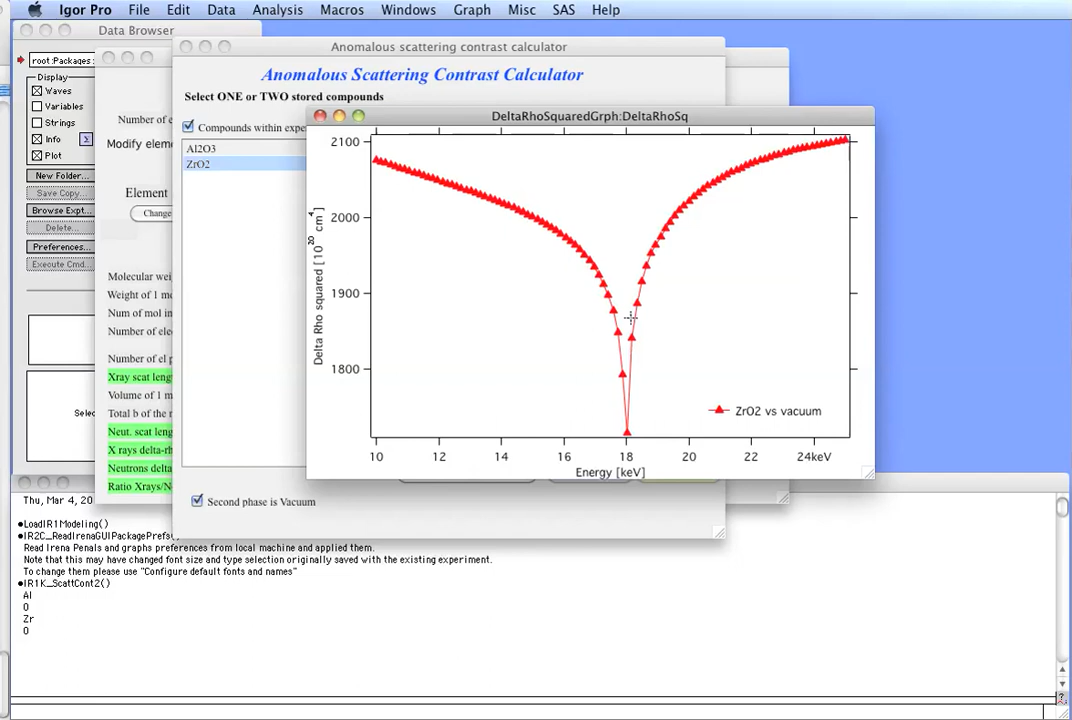 Igor Pro File Edit Data Analysis Macros Windows Graph Misc SAS Help
Data Browser
root:Packages:
Display
Waves
Variables
Strings
Info
Plot
New Folder...
Save Copy...
Browse Expt...
Delete...
Preferences...
Execute Cmd...
Selec
Number of e
Modify elem
Element
Change
Molecular wei
Weight of 1 mo
Num of mol in
Number of elec
Number of el p
Xray scat leng
Volume of 1 m
Total b of the m
Neut. scat leng
X rays delta-rh
Neutrons delta
Ratio Xrays/N
Anomalous scattering contrast calculator
Anomalous Scattering Contrast Calculator
Select ONE or TWO stored compounds
Compounds within expe
Al2O3
ZrO2
Second phase is Vacuum
DeltaRhoSquaredGrph:DeltaRhoSq
2100
2000
1900
1800
Delta Rho squared [10^20 cm^-4]
10 12 14 16 18 20 22 24keV
Energy [keV]
ZrO2 vs vacuum
Thu, Mar 4, 20
●LoadIR1Modeling()
●IR2C_ReadIrenaGUIPackagePrefs()
Read Irena Panels and graphs preferences from local machine and applied them.
Note that this may have changed font size and type selection originally saved with the existing experiment.
To change them please use "Configure default fonts and names"
●IR1K_ScattCont2()
Al
O
Zr
O